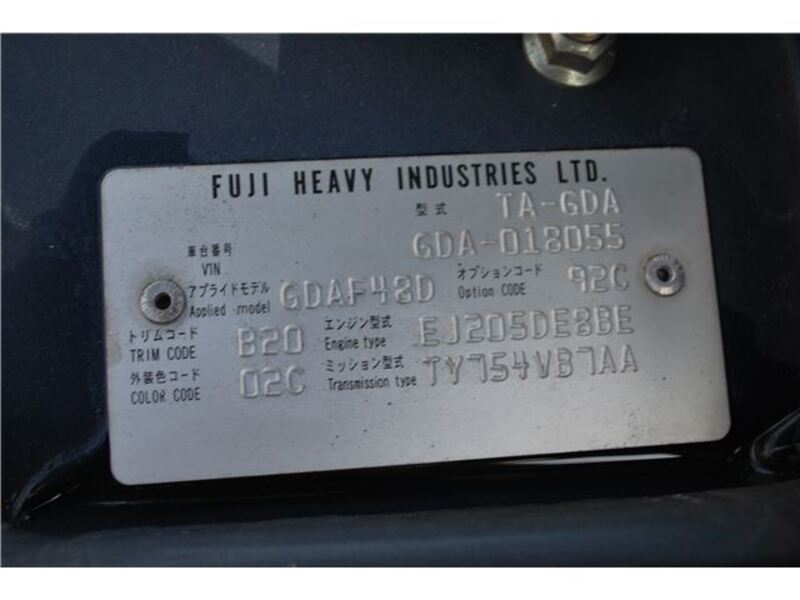 FUJI HEAVY INDUSTRIES LTD.
型式 TA-GDA
車台番号 VIN GDA-018055
アプライドモデル Applied model GDAF48D オプションコード Option CODE 92C
トリムコード TRIM CODE B20 エンジン型式 Engine type EJ205DE8BE
外装色コード COLOR CODE 02C ミッション型式 Transmission type TY754VB7AA